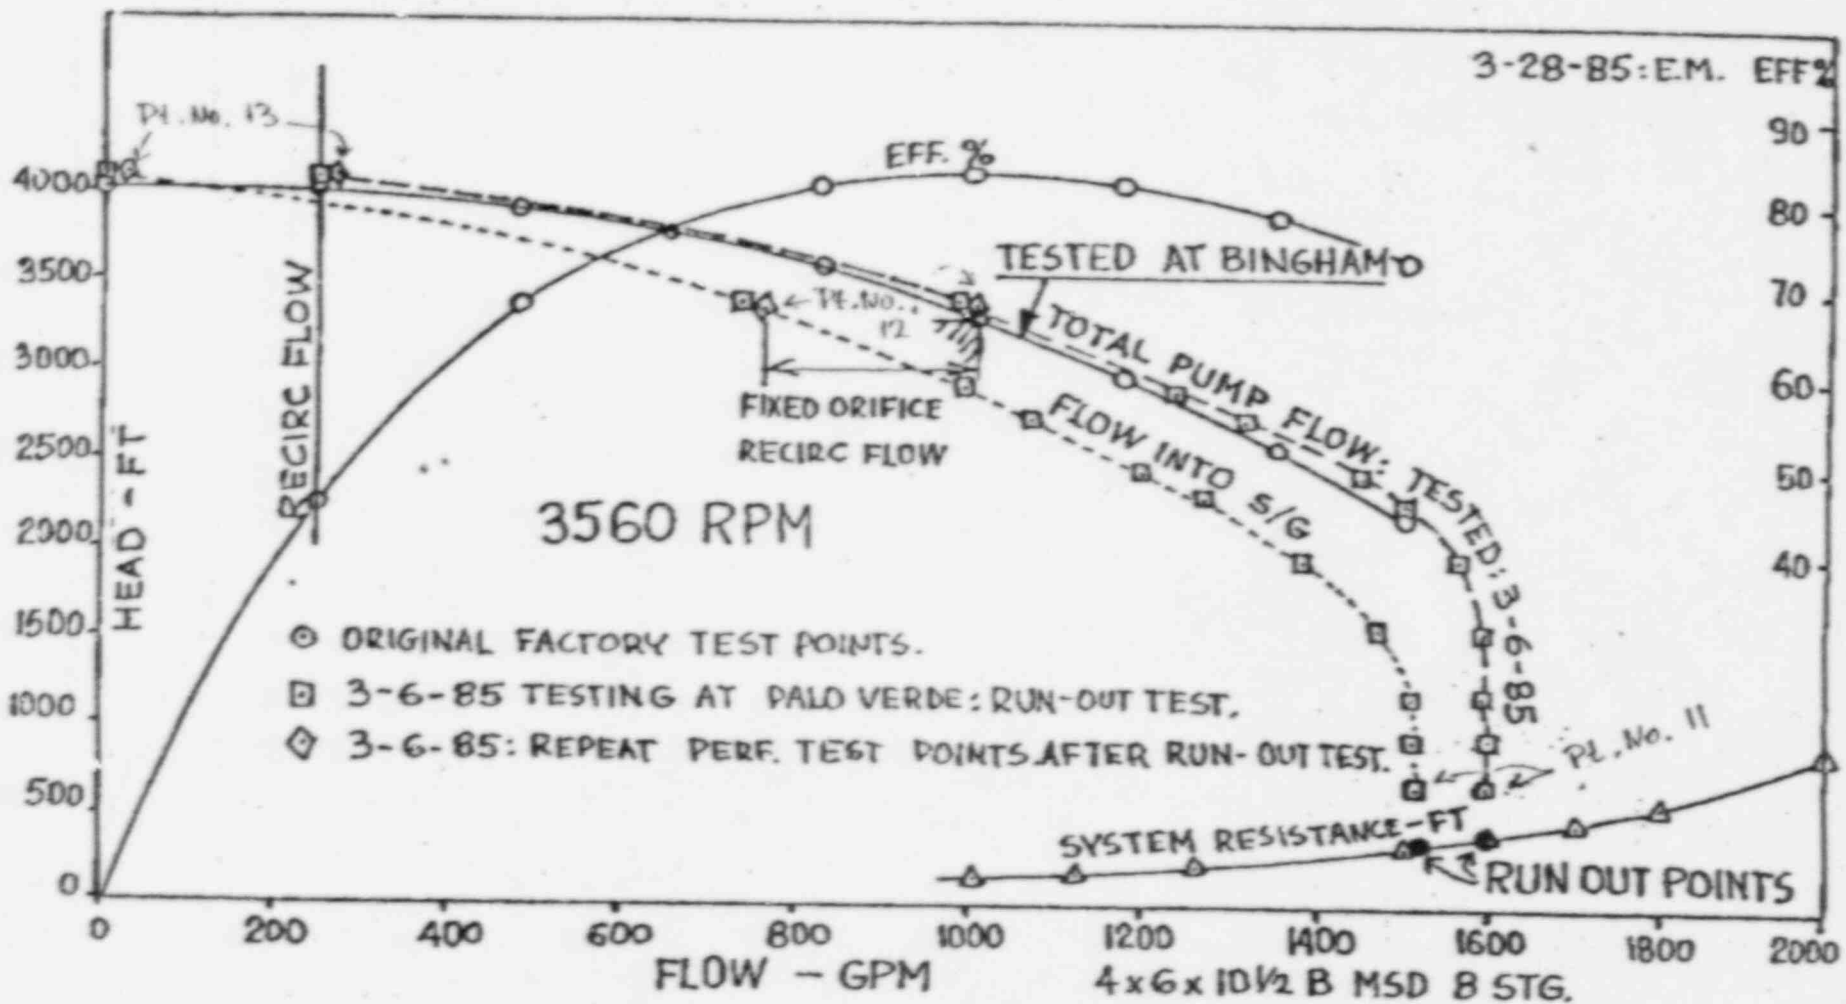 3-28-85: E.M. EFF%
Pt. No. 13
EFF. %
90
4000
80
TESTED AT BINGHAM
3500
70
Pt. No.
12
TOTAL PUMP FLOW: TESTED: 3-6-85
RECIRC FLOW
3000
60
FIXED ORIFICE
RECIRC FLOW
FLOW INTO S/G
2500
50
HEAD - FT
3560 RPM
2000
40
1500
ORIGINAL FACTORY TEST POINTS.
1000
3-6-85 TESTING AT PALO VERDE: RUN-OUT TEST.
3-6-85: REPEAT PERF. TEST POINTS AFTER RUN-OUT TEST.
Pt. No. 11
500
SYSTEM RESISTANCE-FT
RUN OUT POINTS
0
0 200 400 600 800 1000 1200 1400 1600 1800 2000
FLOW - GPM
4x6x10½ B MSD 8 STG.